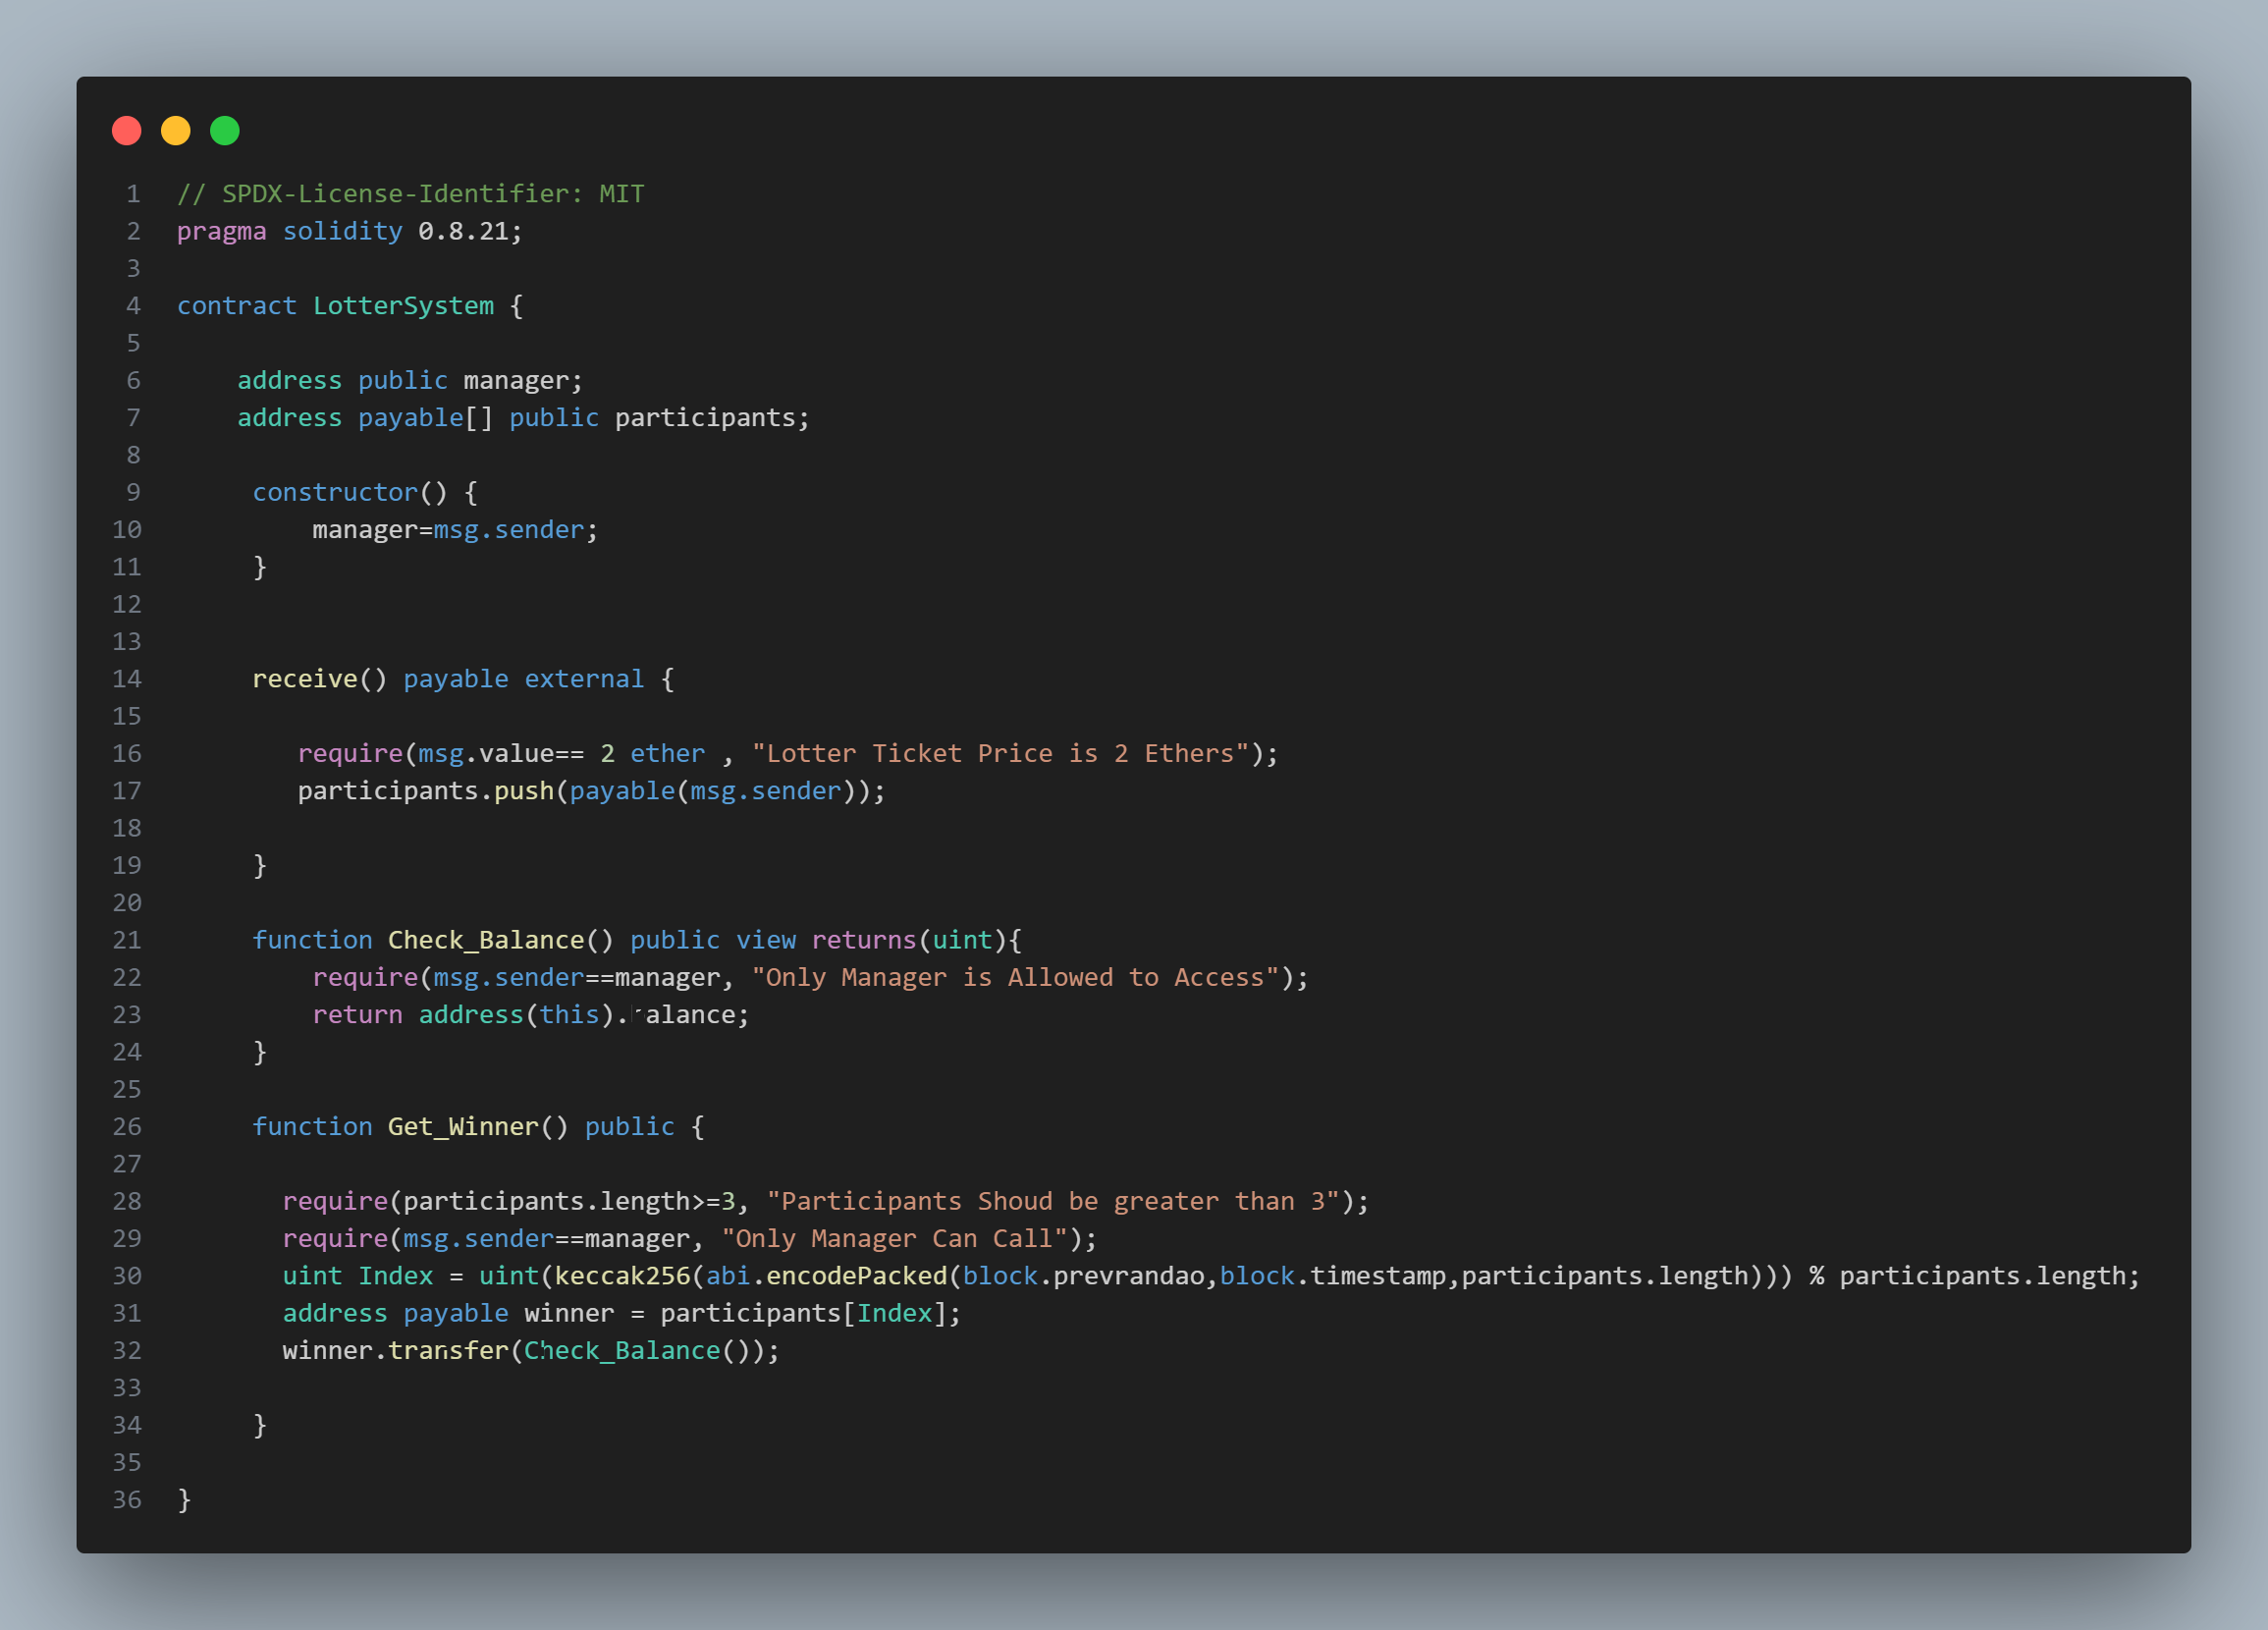 1 // SPDX-License-Identifier: MIT
2 pragma solidity 0.8.21;
3
4 contract LotterSystem {
5
6 address public manager;
7 address payable[] public participants;
8
9 constructor() {
10 manager=msg.sender;
11 }
12
13
14 receive() payable external {
15
16 require(msg.value== 2 ether , "Lotter Ticket Price is 2 Ethers");
17 participants.push(payable(msg.sender));
18
19 }
20
21 function Check_Balance() public view returns(uint){
22 require(msg.sender==manager, "Only Manager is Allowed to Access");
23 return address(this).balance;
24 }
25
26 function Get_Winner() public {
27
28 require(participants.length>=3, "Participants Shoud be greater than 3");
29 require(msg.sender==manager, "Only Manager Can Call");
30 uint Index = uint(keccak256(abi.encodePacked(block.prevrandao,block.timestamp,participants.length))) % participants.length;
31 address payable winner = participants[Index];
32 winner.transfer(Check_Balance());
33
34 }
35
36 }